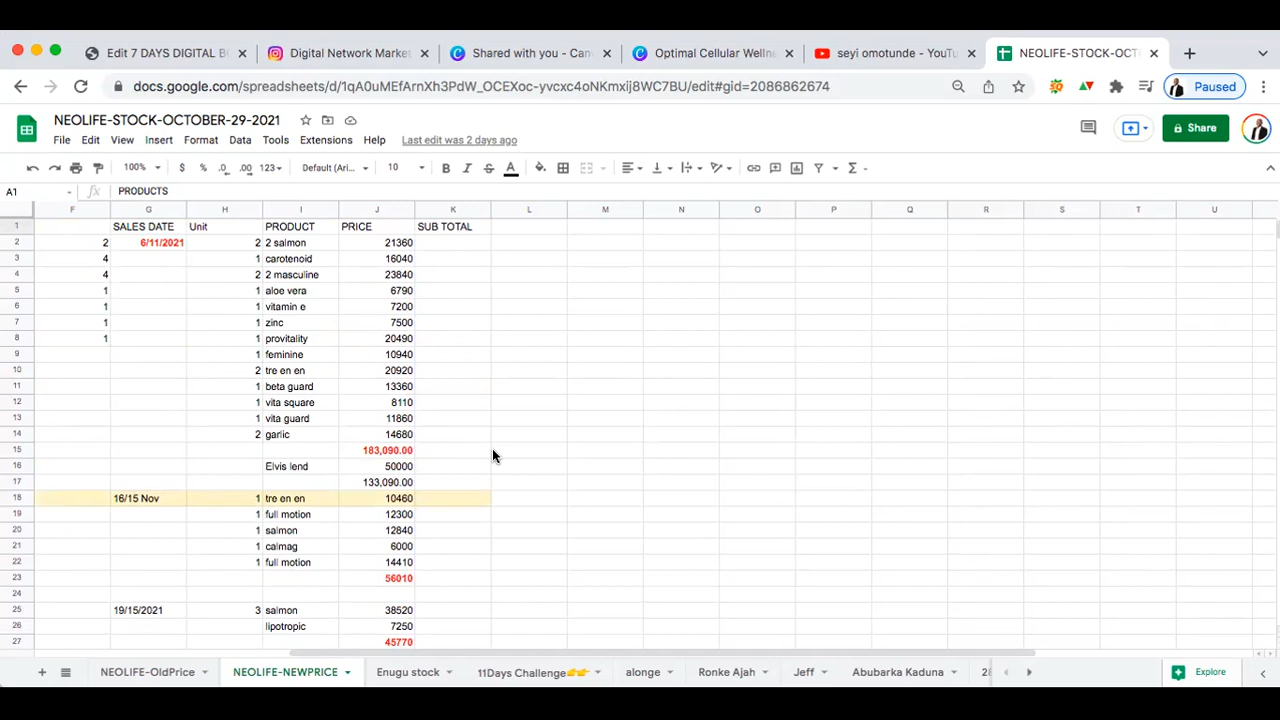 Edit 7 DAYS DIGITAL B
Digital Network Marke
Shared with you - Can
Optimal Cellular Wellne
seyi omotunde - YouTu
NEOLIFE-STOCK-OCT
docs.google.com/spreadsheets/d/1qA0uMEfArnXh3PdW_OCEXoc-yvcxc4oNKmxij8WC7BU/edit#gid=2086862674
Paused
NEOLIFE-STOCK-OCTOBER-29-2021
File Edit View Insert Format Data Tools Extensions Help Last edit was 2 days ago
Share
100% $ % .0 .00 123 Default (Ari... 10 B I S A
A1 fx PRODUCTS
F G H I J K L M N O P Q R S T U
1 SALES DATE Unit PRODUCT PRICE SUB TOTAL
2 2 6/11/2021 2 2 salmon 21360
3 4 1 carotenoid 16040
4 4 2 2 masculine 23840
5 1 1 aloe vera 6790
6 1 1 vitamin e 7200
7 1 1 zinc 7500
8 1 1 provitality 20490
9 1 feminine 10940
10 2 tre en en 20920
11 1 beta guard 13360
12 1 vita square 8110
13 1 vita guard 11860
14 2 garlic 14680
15 183,090.00
16 Elvis lend 50000
17 133,090.00
18 16/15 Nov 1 tre en en 10460
19 1 full motion 12300
20 1 salmon 12840
21 1 calmag 6000
22 1 full motion 14410
23 56010
24
25 19/15/2021 3 salmon 38520
26 lipotropic 7250
27 45770
NEOLIFE-OldPrice NEOLIFE-NEWPRICE Enugu stock 11Days Challenge👉👉 alonge Ronke Ajah Jeff Abubarka Kaduna Explore